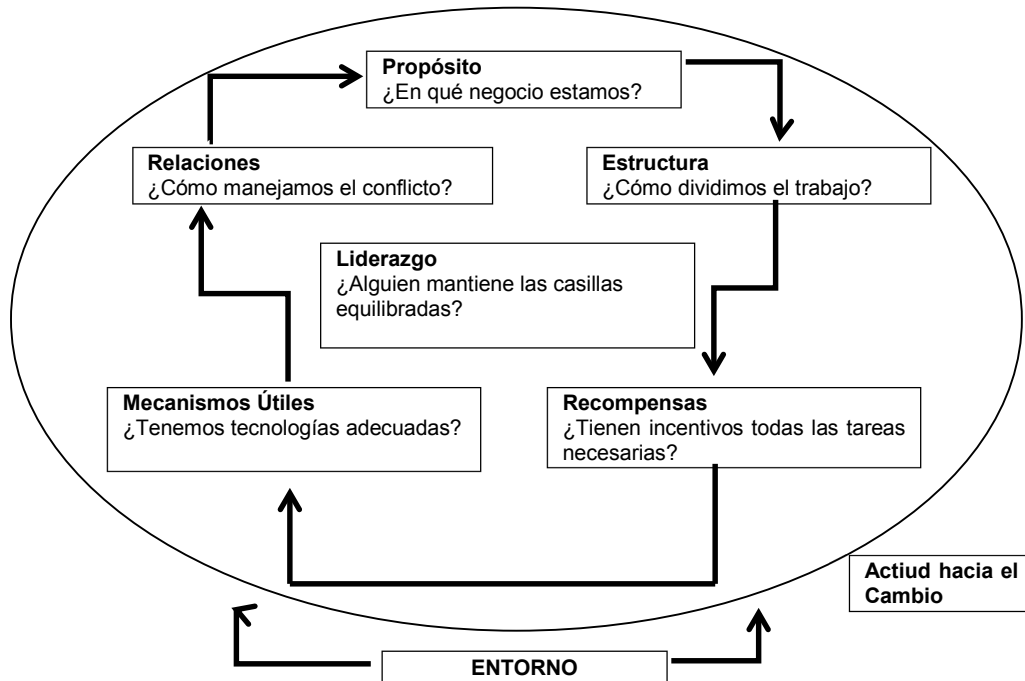 Propósito
¿En qué negocio estamos?
Relaciones
¿Cómo manejamos el conflicto?
Estructura
¿Cómo dividimos el trabajo?
Liderazgo
¿Alguien mantiene las casillas
equilibradas?
Mecanismos Útiles
¿Tenemos tecnologías adecuadas?
Recompensas
¿Tienen incentivos todas las tareas
necesarias?
Actiud hacia el
Cambio
ENTORNO